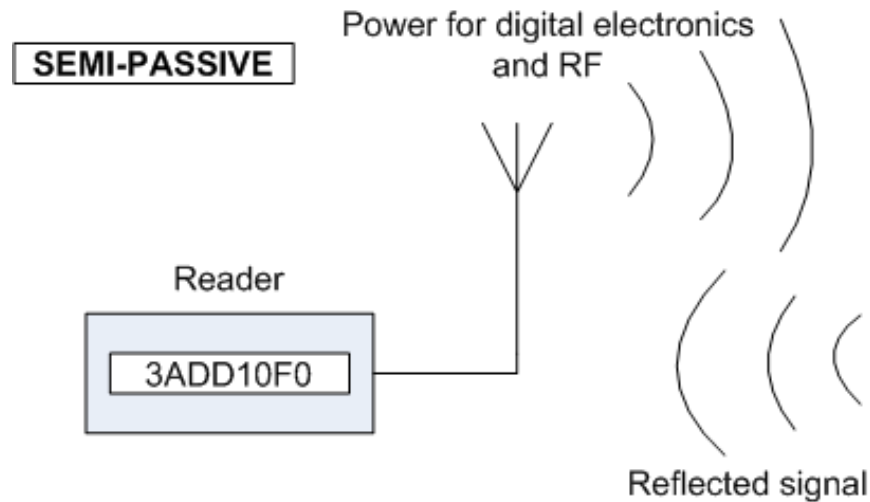 SEMI-PASSIVE
Power for digital electronics
and RF
Reader
3ADD10F0
Reflected signal